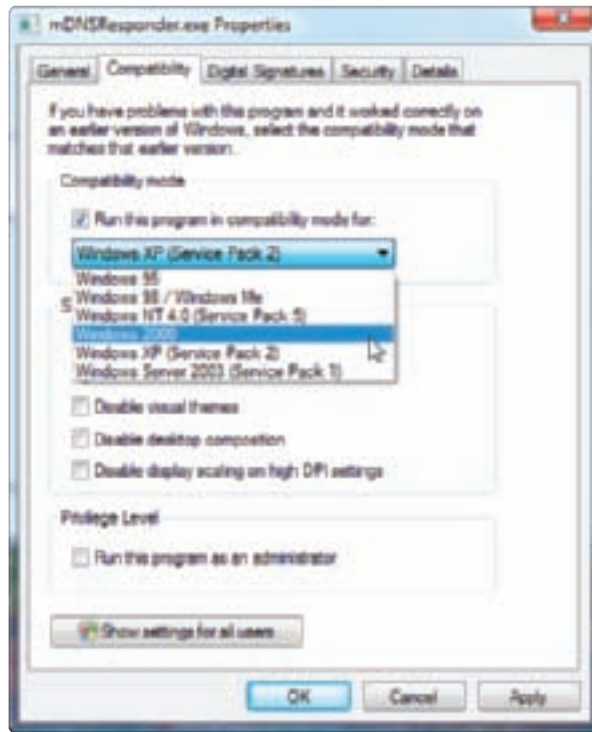 mDNSResponder.exe Properties
General Compatibility Digital Signatures Security Details
If you have problems with this program and it worked correctly on
an earlier version of Windows, select the compatibility mode that
matches that earlier version.
Compatibility mode
Run this program in compatibility mode for:
Windows XP (Service Pack 2)
Windows 95
Windows 98 / Windows Me
Windows NT 4.0 (Service Pack 5)
S
Windows 2000
Windows XP (Service Pack 2)
Windows Server 2003 (Service Pack 1)
Disable visual themes
Disable desktop composition
Disable display scaling on high DPI settings
Privilege Level
Run this program as an administrator
Show settings for all users
OK Cancel Apply